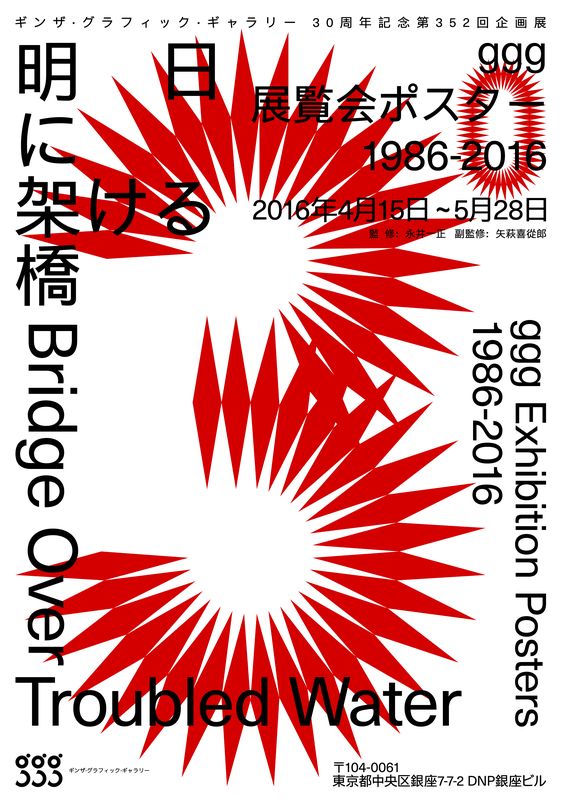 ギンザ・グラフィック・ギャラリー 30周年記念第352回企画展
明日に架ける橋
Bridge Over
Troubled Water
ggg
展覧会ポスター
1986-2016
2016年4月15日~5月28日
監修:永井一正 副監修:矢萩喜從郎
ggg Exhibition Posters
1986-2016
30
ggg
ギンザ・グラフィック・ギャラリー
〒104-0061
東京都中央区銀座7-7-2 DNP銀座ビル